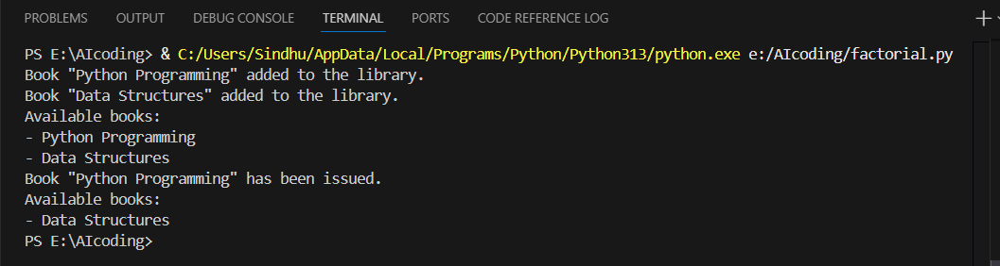 PROBLEMS OUTPUT DEBUG CONSOLE TERMINAL PORTS CODE REFERENCE LOG
PS E:\AIcoding> & C:/Users/Sindhu/AppData/Local/Programs/Python/Python313/python.exe e:/AIcoding/factorial.py
Book "Python Programming" added to the library.
Book "Data Structures" added to the library.
Available books:
- Python Programming
- Data Structures
Book "Python Programming" has been issued.
Available books:
- Data Structures
PS E:\AIcoding>